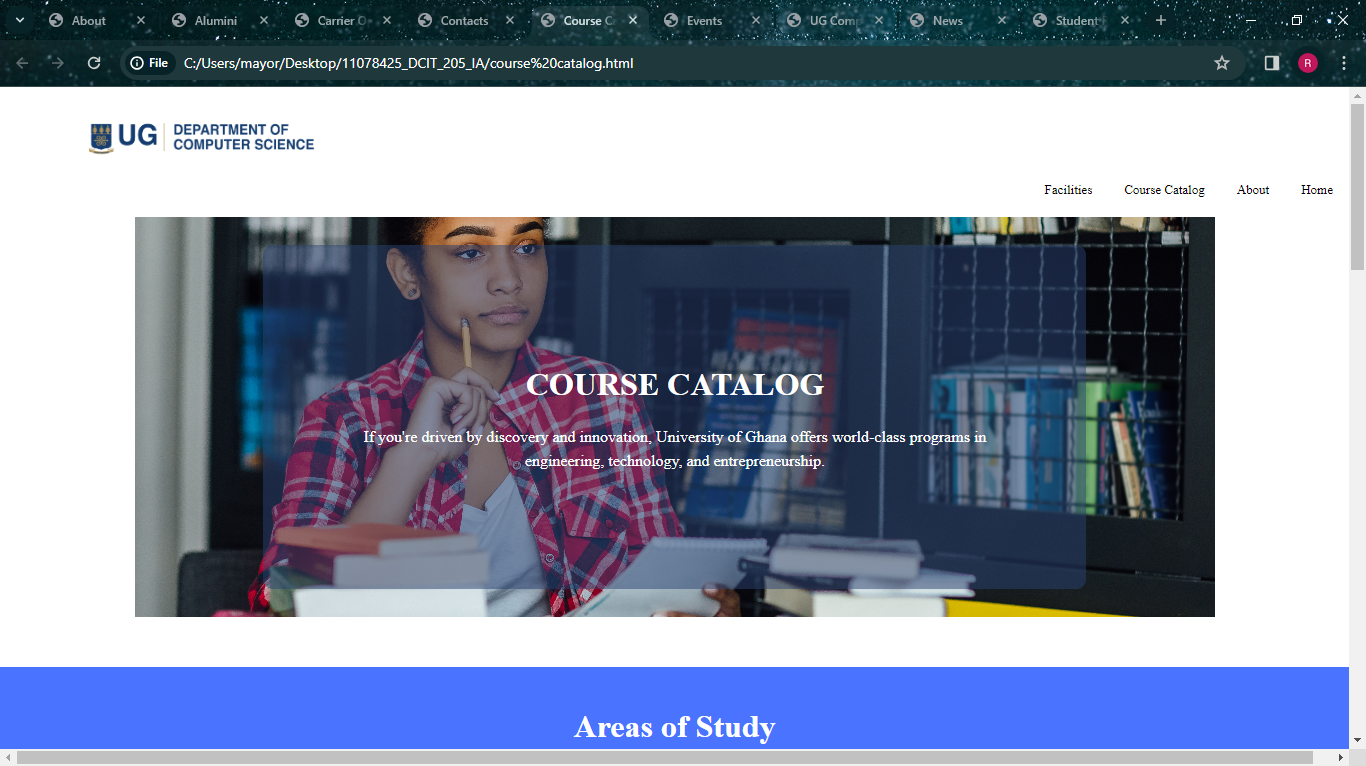 About
Alumini
Carrier O
Contacts
Course C
Events
UG Com
News
Student
File
C:/Users/mayor/Desktop/11078425_DCIT_205_IA/course%20catalog.html
R
UG
DEPARTMENT OF
COMPUTER SCIENCE
Facilities
Course Catalog
About
Home
COURSE CATALOG
If you're driven by discovery and innovation, University of Ghana offers world-class programs in
engineering, technology, and entrepreneurship.
Areas of Study